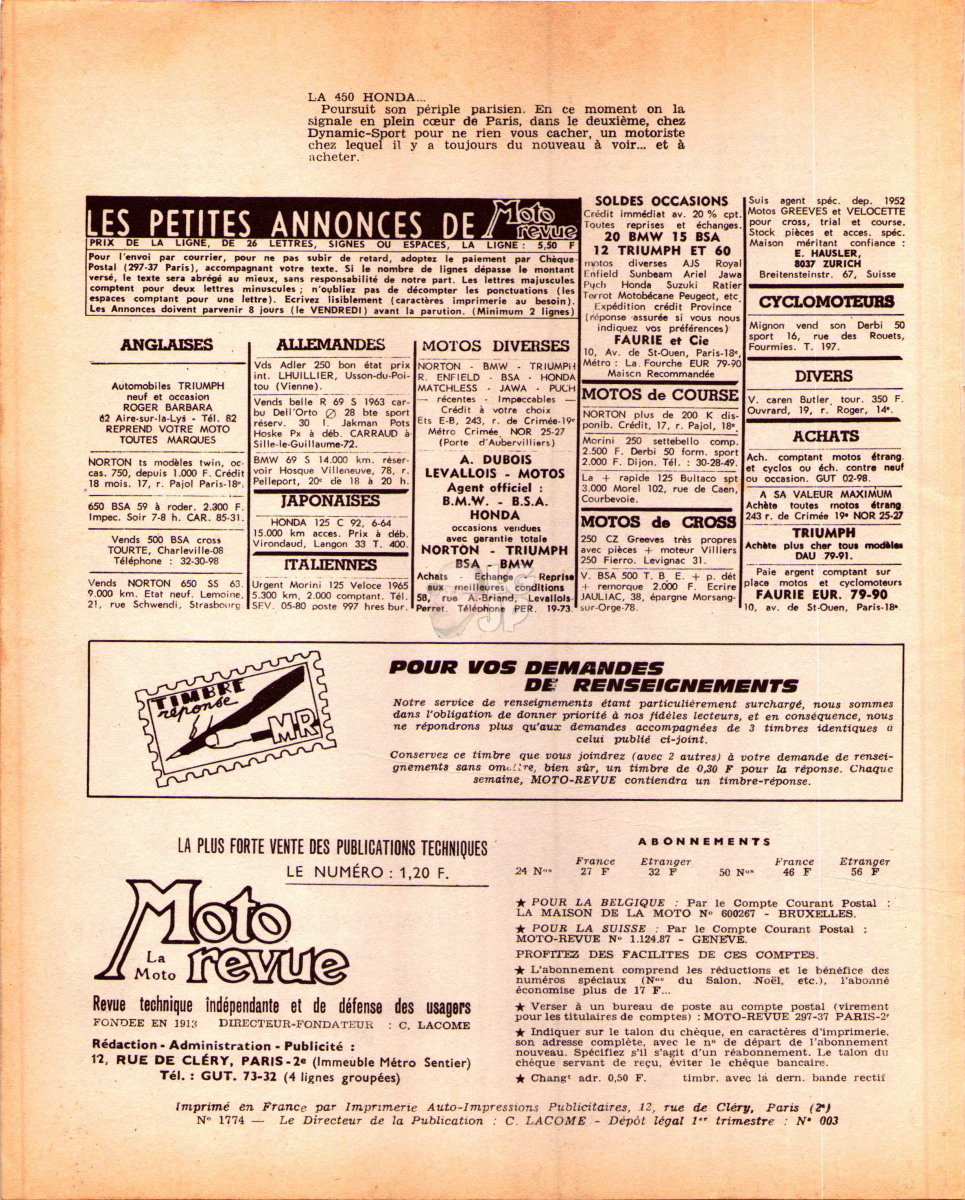 LA 450 HONDA...
Poursuit son périple parisien. En ce moment on la
signale en plein cœur de Paris, dans le deuxième, chez
Dynamic-Sport pour ne rien vous cacher, un motoriste
chez lequel il y a toujours du nouveau à voir... et à
acheter.
LES PETITES ANNONCES DE Moto revue
PRIX DE LA LIGNE, DE 26 LETTRES, SIGNES OU ESPACES, LA LIGNE : 5,50 F
Pour l'envoi par courrier, pour ne pas subir de retard, adoptez le paiement par Chèque-
Postal (297-37 Paris), accompagnant votre texte. Si le nombre de lignes dépasse le montant
versé, le texte sera abrégé au mieux, sans responsabilité de notre part. Les lettres majuscules
comptent pour deux lettres minuscules ; n'oubliez pas de décompter les ponctuations (les
espaces comptant pour une lettre). Ecrivez lisiblement (caractères imprimerie au besoin).
Les Annonces doivent parvenir 8 jours (le VENDREDI) avant la parution. (Minimum 2 lignes)
ANGLAISES
Automobiles TRIUMPH
neuf et occasion
ROGER BARBARA
62 Aire-sur-la-Lys - Tél. 82
REPREND VOTRE MOTO
TOUTES MARQUES
NORTON ts modèles twin, oc-
cas. 750, depuis 1.000 F. Crédit
18 mois. 17, r. Pajol Paris-18e.
650 BSA 59 à roder. 2.300 F.
Impec. Soir 7-8 h. CAR. 85-31.
Vends 500 BSA cross
TOURTE, Charleville-08
Téléphone : 32-30-98
Vends NORTON 650 SS 63.
9.000 km. Etat neuf. Lemoine,
21, rue Schwendi, Strasbourg
ALLEMANDES
Vds Adler 250 bon état prix
int. LHUILLIER, Usson-du-Poi-
tou (Vienne).
Vends belle R 69 S 1963 car-
bu Dell'Orto ∅ 28 bte sport
réserv. 30 l. Jakman Pots
Hoske Px à déb. CARRAUD à
Sille-le-Guillaume-72.
BMW 69 S 14.000 km. réser-
voir Hosque Villeneuve, 78, r.
Pelleport, 20e de 18 à 20 h.
JAPONAISES
HONDA 125 C 92, 6-64
15.000 km acces. Prix à déb.
Virondaud, Langon 33 T. 400.
ITALIENNES
Urgent Morini 125 Veloce 1965
5.300 km, 2.000 comptant. Tél.
SEV. 05-80 poste 997 hres bur.
MOTOS DIVERSES
NORTON - BMW - TRIUMPH
R. ENFIELD - BSA - HONDA
MATCHLESS - JAWA - PUCH
— récentes - Impeccables —
Crédit à votre choix
Ets E-B, 243, r. de Crimée-19e
Métro Crimée, NOR 25-27
(Porte d'Aubervilliers)
A. DUBOIS
LEVALLOIS - MOTOS
Agent officiel :
B.M.W. - B.S.A.
HONDA
occasions vendues
avec garantie totale
NORTON - TRIUMPH
BSA - BMW
Achats - Echange - Reprise
aux meilleures conditions
58, rue A.-Briand, Levallois-
Perret. Téléphone PER. 19-73
SOLDES OCCASIONS
Crédit immédiat av. 20 % cpt.
Toutes reprises et échanges.
20 BMW 15 BSA
12 TRIUMPH ET 60
motos diverses AJS Royal
Enfield Sunbeam Ariel Jawa
Puch Honda Suzuki Ratier
Terrot Motobécane Peugeot, etc.
Expédition crédit Province
(réponse assurée si vous nous
indiquez vos préférences)
FAURIE et Cie
10, Av. de St-Ouen, Paris-18e,
Métro : La Fourche EUR 79-90
Maison Recommandée
MOTOS de COURSE
NORTON plus de 200 K dis-
ponib. Crédit, 17, r. Pajol, 18e.
Morini 250 settebello comp.
2.500 F. Derbi 50 form. sport
2.000 F. Dijon. Tél. : 30-28-49.
La + rapide 125 Bultaco spt
3.000 Morel 102, rue de Caen,
Courbevoie.
MOTOS de CROSS
250 CZ Greeves très propres
avec pièces + moteur Villiers
250 Fierro. Levignac 31.
V. BSA 500 T. B. E. + p. dét
+ remorque 2.000 F. Ecrire
JAULIAC, 38, épargne Morsang-
sur-Orge-78.
Suis agent spéc. dep. 1952
Motos GREEVES et VELOCETTE
pour cross, trial et course.
Stock pièces et acces. spéc.
Maison méritant confiance :
E. HAUSLER,
8037 ZURICH
Breitensteinstr. 67, Suisse
CYCLOMOTEURS
Mignon vend son Derbi 50
sport 16, rue des Rouets,
Fourmies. T. 197.
DIVERS
V. caren Butler tour. 350 F.
Ouvrard, 19, r. Roger, 14e.
ACHATS
Ach. comptant motos étrang.
et cyclos ou éch. contre neuf
ou occasion. GUT 02-98.
A SA VALEUR MAXIMUM
Achète toutes motos étrang
243 r. de Crimée 19e NOR 25-27
TRIUMPH
Achète plus cher tous modèles
DAU 79-91.
Paie argent comptant sur
place motos et cyclomoteurs
FAURIE EUR. 79-90
10, av. de St-Ouen, Paris-18e.
TIMBRE
réponse
M-R
POUR VOS DEMANDES
DE RENSEIGNEMENTS
Notre service de renseignements étant particulièrement surchargé, nous sommes
dans l'obligation de donner priorité à nos fidèles lecteurs, et en conséquence, nous
ne répondrons plus qu'aux demandes accompagnées de 3 timbres identiques à
celui publié ci-joint.
Conservez ce timbre que vous joindrez (avec 2 autres) à votre demande de rensei-
gnements sans omettre, bien sûr, un timbre de 0,30 F pour la réponse. Chaque
semaine, MOTO-REVUE contiendra un timbre-réponse.
LA PLUS FORTE VENTE DES PUBLICATIONS TECHNIQUES
LE NUMÉRO : 1,20 F.
Moto
La Moto
revue
Revue technique indépendante et de défense des usagers
FONDEE EN 1913 DIRECTEUR-FONDATEUR : C. LACOME
Rédaction - Administration - Publicité :
12, RUE DE CLÉRY, PARIS-2e (Immeuble Métro Sentier)
Tél. : GUT. 73-32 (4 lignes groupées)
ABONNEMENTS
France Etranger France Etranger
24 Nos 27 F 32 F 50 Nos 46 F 56 F
★ POUR LA BELGIQUE : Par le Compte Courant Postal :
LA MAISON DE LA MOTO No 600267 - BRUXELLES.
★ POUR LA SUISSE : Par le Compte Courant Postal :
MOTO-REVUE No 1.124.87 - GENEVE.
PROFITEZ DES FACILITES DE CES COMPTES.
★ L'abonnement comprend les réductions et le bénéfice des
numéros spéciaux (Nos du Salon, Noël, etc.), l'abonné
économise plus de 17 F...
★ Verser à un bureau de poste au compte postal (virement
pour les titulaires de comptes) : MOTO-REVUE 297-37 PARIS-2e
★ Indiquer sur le talon du chèque, en caractères d'imprimerie.
son adresse complète, avec le no de départ de l'abonnement
nouveau. Spécifiez s'il s'agit d'un réabonnement. Le talon du
chèque servant de reçu, éviter le chèque bancaire.
★ Changt adr. 0,50 F. timbr. avec la dern. bande rectif
Imprimé en France par Imprimerie Auto-Impressions Publicitaires, 12, rue de Cléry, Paris (2e)
No 1774 — Le Directeur de la Publication : C. LACOME - Dépôt légal 1er trimestre : No 003